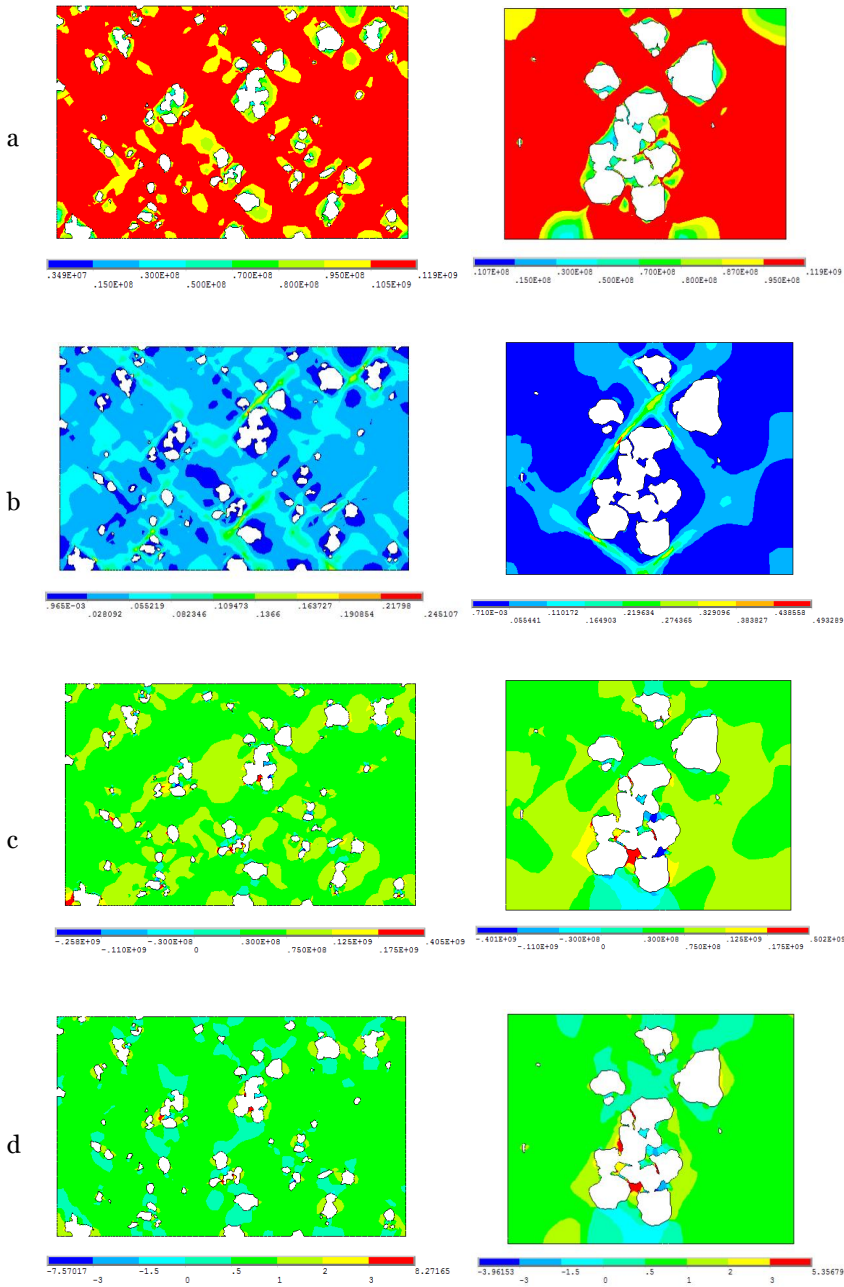 a
.349E+07 .300E+08 .700E+08 .950E+08 .119E+09
.150E+08 .500E+08 .800E+08 .105E+09
.107E+08 .300E+08 .700E+08 .870E+08 .119E+09
.150E+08 .500E+08 .800E+08 .950E+08
b
.965E-03 .055219 .109473 .163727 .21798
.028092 .082346 .1366 .190854 .245107
.710E-03 .110172 .219634 .329096 .438558
.055441 .164903 .274365 .383827 .493289
c
-.258E+09 -.300E+08 .300E+08 .125E+09 .405E+09
-.110E+09 0 .750E+08 .175E+09
-.401E+09 -.300E+08 .300E+08 .125E+09 .502E+09
-.110E+09 0 .750E+08 .175E+09
d
-7.57017 -1.5 .5 2 8.27165
-3 0 1 3
-3.96153 -1.5 .5 2 5.35679
-3 0 1 3